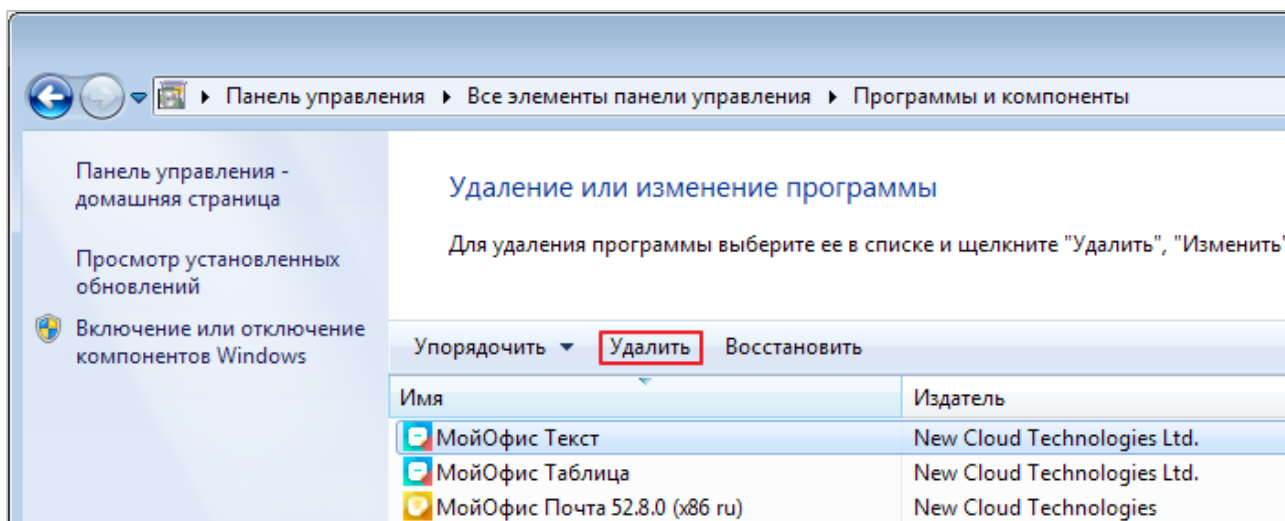 Панель управления ▸ Все элементы панели управления ▸ Программы и компоненты
Панель управления -
домашняя страница
Просмотр установленных
обновлений
Включение или отключение
компонентов Windows
Удаление или изменение программы
Для удаления программы выберите ее в списке и щелкните "Удалить", "Изменить"
Упорядочить Удалить Восстановить
Имя Издатель
МойОфис Текст New Cloud Technologies Ltd.
МойОфис Таблица New Cloud Technologies Ltd.
МойОфис Почта 52.8.0 (x86 ru) New Cloud Technologies